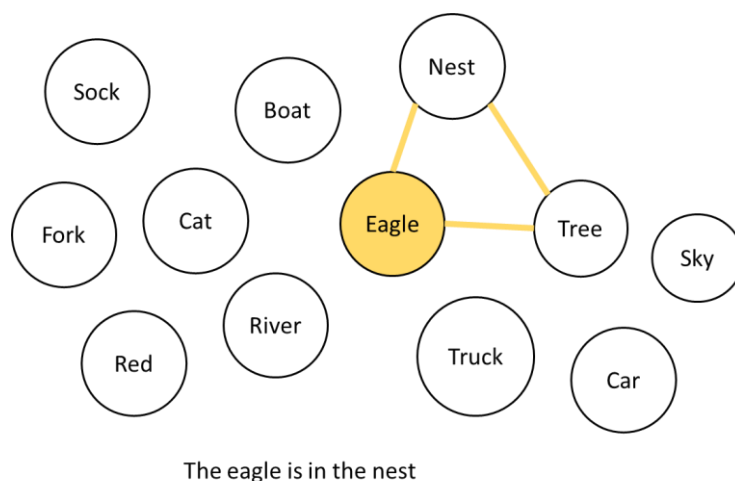 Nest
Sock
Boat
Fork
Cat
Eagle
Tree
Sky
River
Red
Truck
Car
The eagle is in the nest